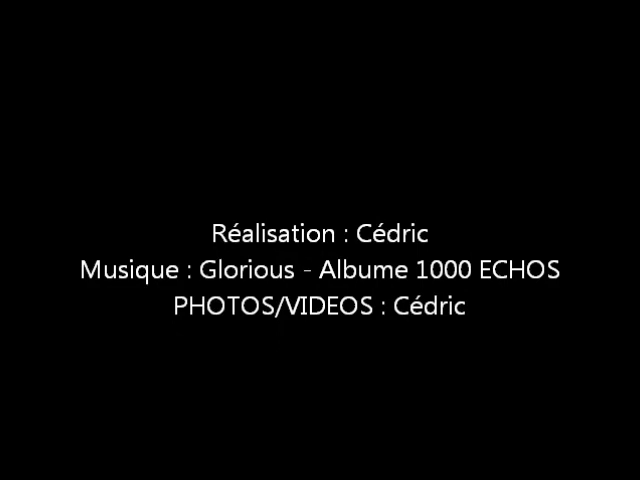 Réalisation : Cédric
Musique : Glorious - Albume 1000 ECHOS
PHOTOS/VIDEOS : Cédric